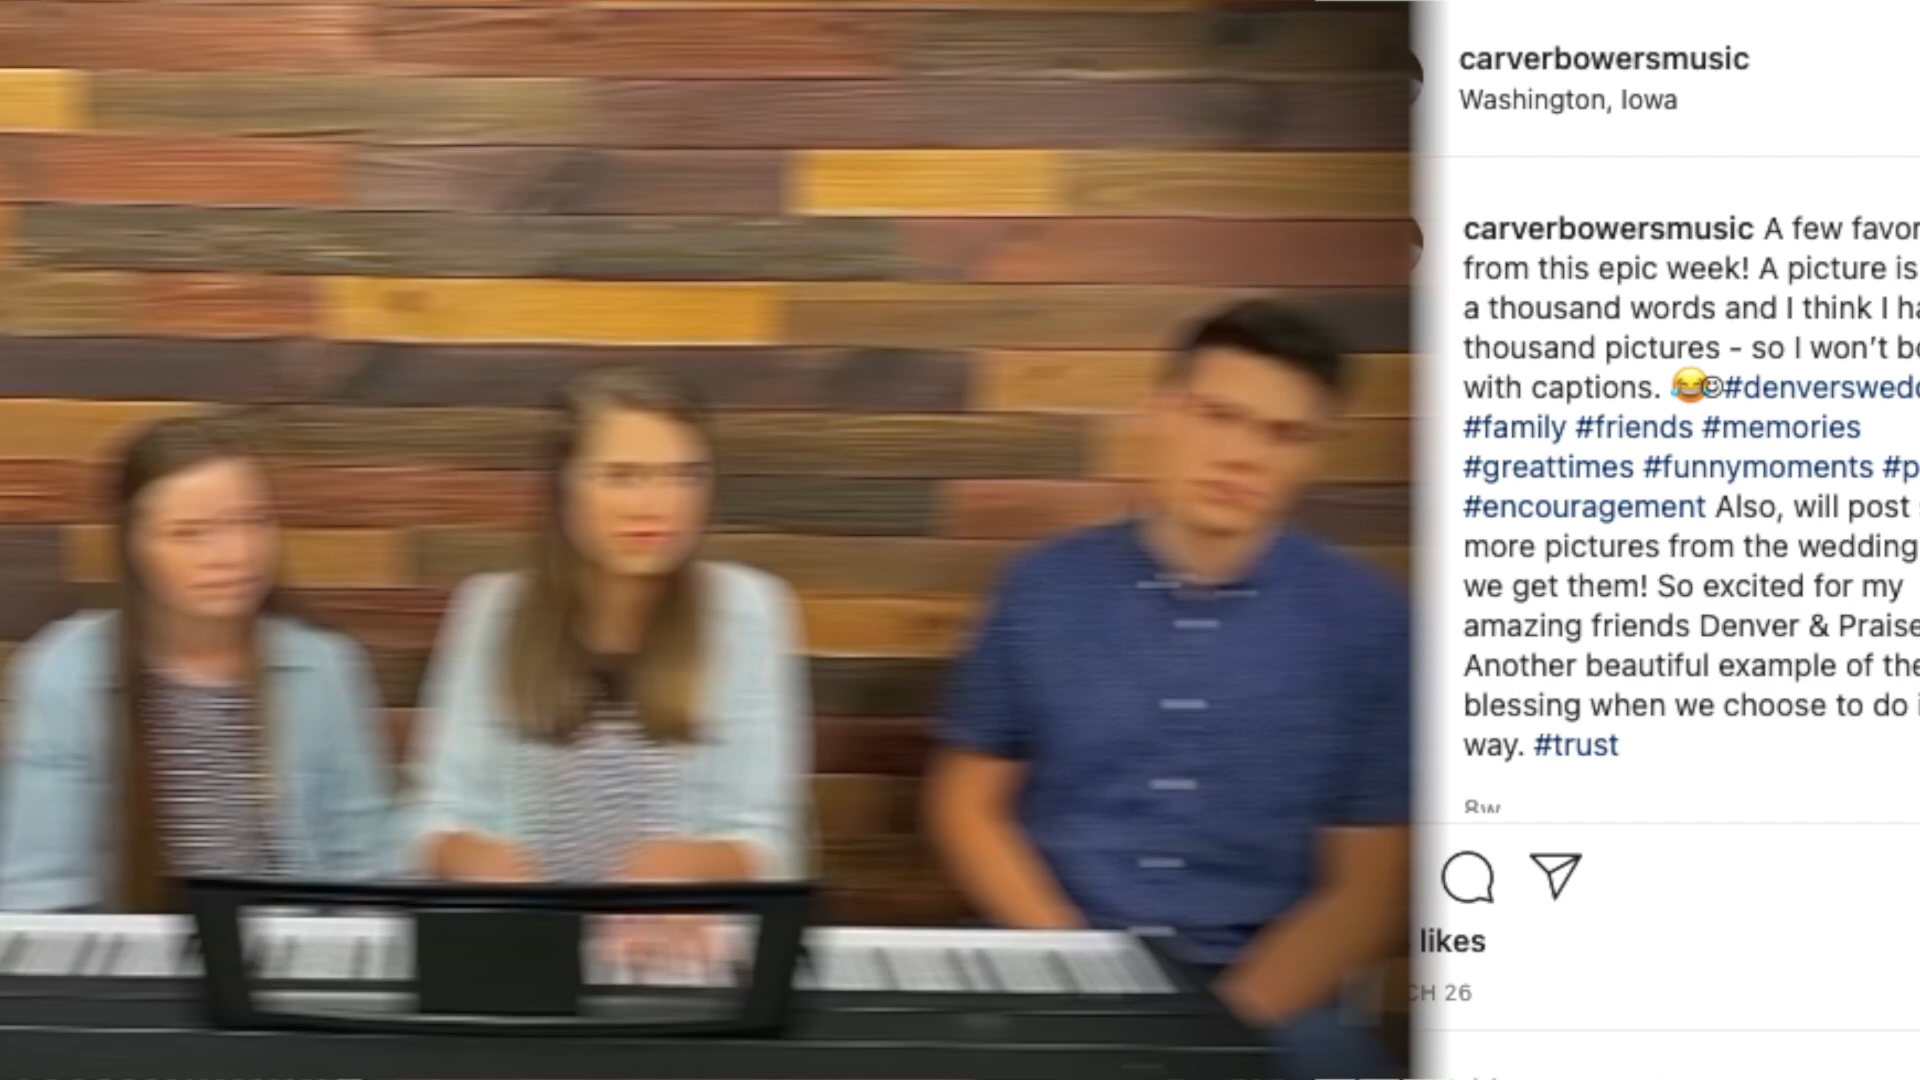 carverbowersmusic
Washington, Iowa
carverbowersmusic A few favor
from this epic week! A picture is
a thousand words and I think I ha
thousand pictures - so I won't bo
with captions. 😂☺#denverswedd
#family #friends #memories
#greattimes #funnymoments #p
#encouragement Also, will post s
more pictures from the wedding
we get them! So excited for my
amazing friends Denver & Praise
Another beautiful example of the
blessing when we choose to do i
way. #trust
8w
likes
CH 26